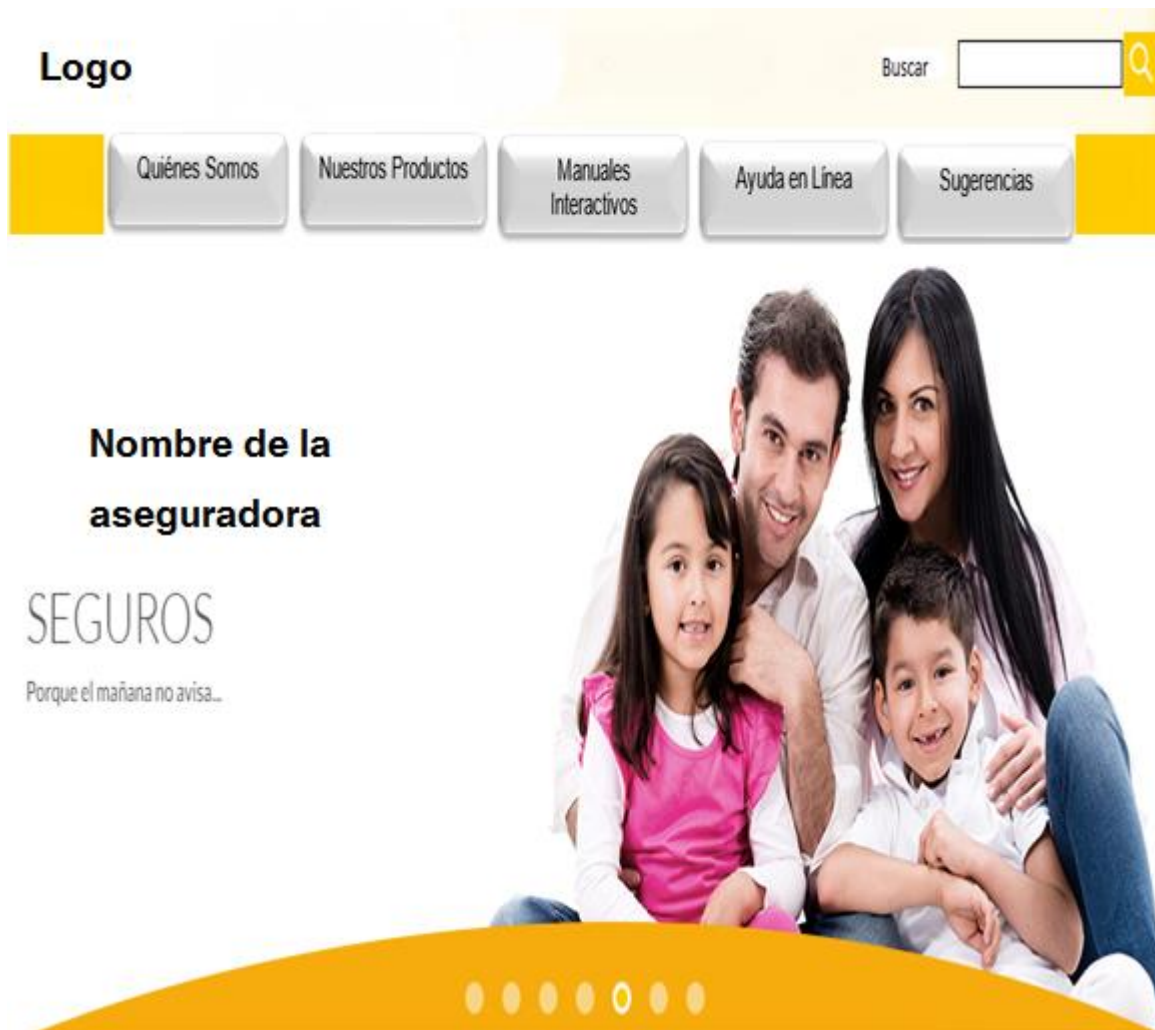 Logo
Buscar
Quiénes Somos
Nuestros Productos
Manuales
Interactivos
Ayuda en Línea
Sugerencias
Nombre de la
aseguradora
SEGUROS
Porque el mañana no avisa...